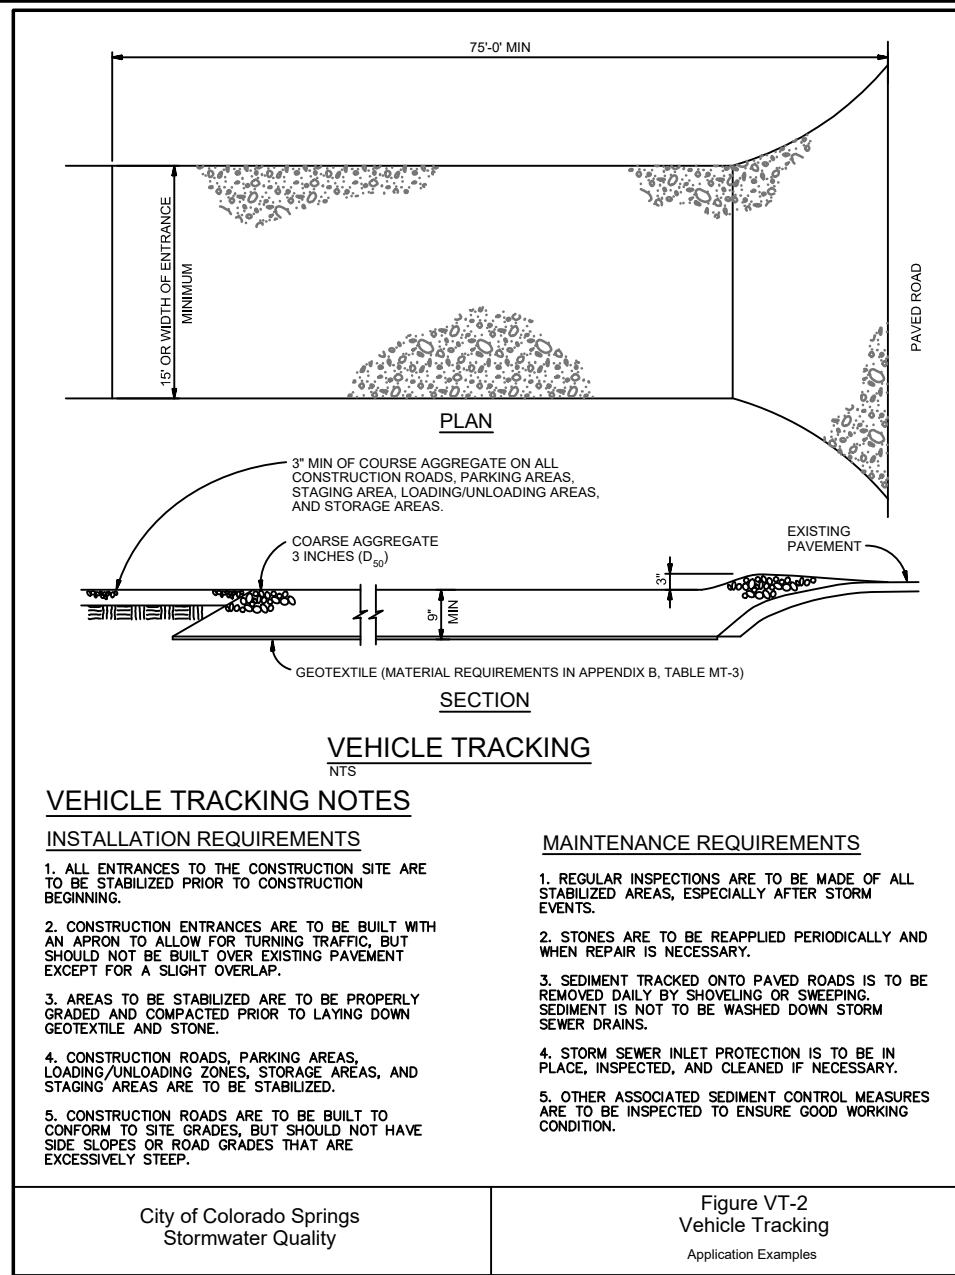 75'-0' MIN
15' OR WIDTH OF ENTRANCE
MINIMUM
PAVED ROAD
PLAN
3" MIN OF COURSE AGGREGATE ON ALL
CONSTRUCTION ROADS, PARKING AREAS,
STAGING AREA, LOADING/UNLOADING AREAS,
AND STORAGE AREAS.
COARSE AGGREGATE
3 INCHES (D50)
EXISTING
PAVEMENT
3"
9"
MIN
GEOTEXTILE (MATERIAL REQUIREMENTS IN APPENDIX B, TABLE MT-3)
SECTION
VEHICLE TRACKING
NTS
VEHICLE TRACKING NOTES
INSTALLATION REQUIREMENTS
1. ALL ENTRANCES TO THE CONSTRUCTION SITE ARE
TO BE STABILIZED PRIOR TO CONSTRUCTION
BEGINNING.
2. CONSTRUCTION ENTRANCES ARE TO BE BUILT WITH
AN APRON TO ALLOW FOR TURNING TRAFFIC, BUT
SHOULD NOT BE BUILT OVER EXISTING PAVEMENT
EXCEPT FOR A SLIGHT OVERLAP.
3. AREAS TO BE STABILIZED ARE TO BE PROPERLY
GRADED AND COMPACTED PRIOR TO LAYING DOWN
GEOTEXTILE AND STONE.
4. CONSTRUCTION ROADS, PARKING AREAS,
LOADING/UNLOADING ZONES, STORAGE AREAS, AND
STAGING AREAS ARE TO BE STABILIZED.
5. CONSTRUCTION ROADS ARE TO BE BUILT TO
CONFORM TO SITE GRADES, BUT SHOULD NOT HAVE
SIDE SLOPES OR ROAD GRADES THAT ARE
EXCESSIVELY STEEP.
MAINTENANCE REQUIREMENTS
1. REGULAR INSPECTIONS ARE TO BE MADE OF ALL
STABILIZED AREAS, ESPECIALLY AFTER STORM
EVENTS.
2. STONES ARE TO BE REAPPLIED PERIODICALLY AND
WHEN REPAIR IS NECESSARY.
3. SEDIMENT TRACKED ONTO PAVED ROADS IS TO BE
REMOVED DAILY BY SHOVELING OR SWEEPING.
SEDIMENT IS NOT TO BE WASHED DOWN STORM
SEWER DRAINS.
4. STORM SEWER INLET PROTECTION IS TO BE IN
PLACE, INSPECTED, AND CLEANED IF NECESSARY.
5. OTHER ASSOCIATED SEDIMENT CONTROL MEASURES
ARE TO BE INSPECTED TO ENSURE GOOD WORKING
CONDITION.
City of Colorado Springs
Stormwater Quality
Figure VT-2
Vehicle Tracking
Application Examples